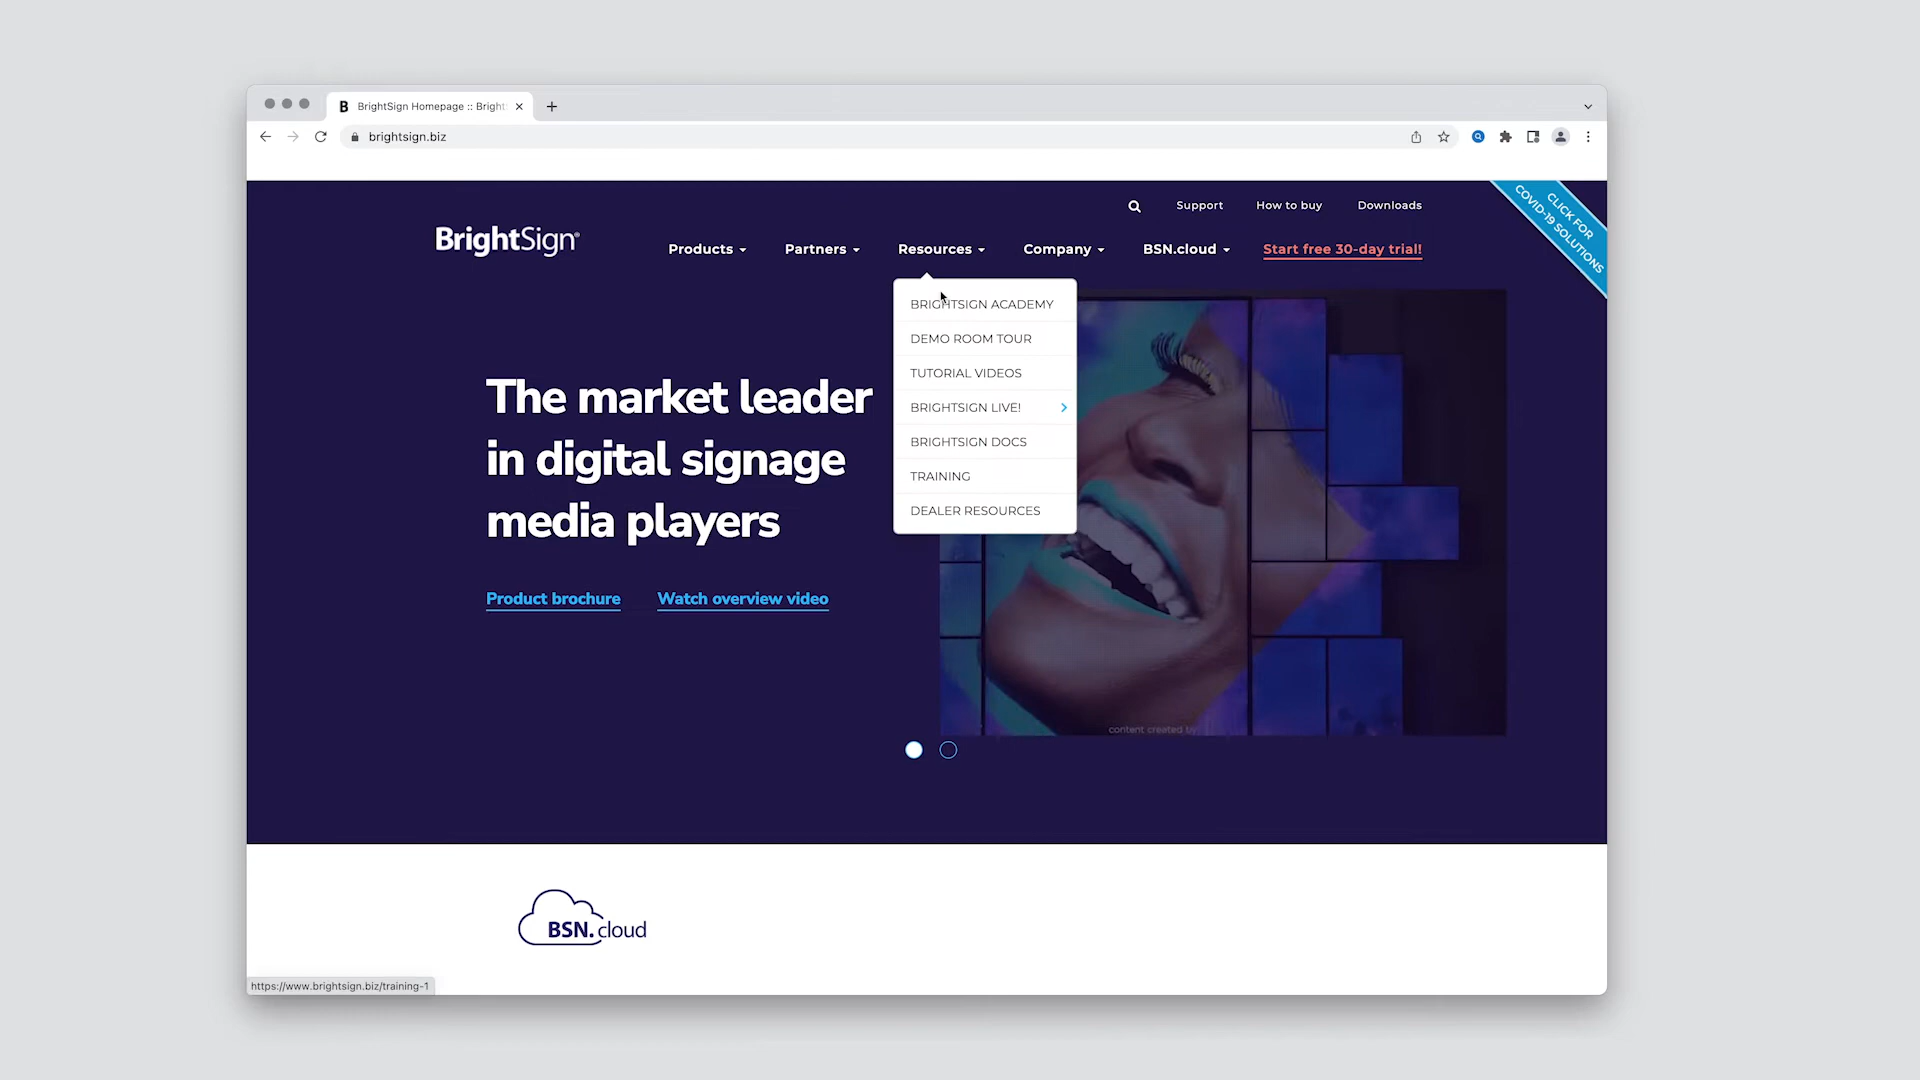 BrightSign Homepage :: Bright
brightsign.biz
CLICK FOR
COVID-19 SOLUTIONS
Support
How to buy
Downloads
BrightSign®
Products
Partners
Resources
Company
BSN.cloud
Start free 30-day trial!
BRIGHTSIGN ACADEMY
DEMO ROOM TOUR
TUTORIAL VIDEOS
BRIGHTSIGN LIVE!
BRIGHTSIGN DOCS
TRAINING
DEALER RESOURCES
The market leader
in digital signage
media players
Product brochure
Watch overview video
content created by
BSN.cloud
https://www.brightsign.biz/training-1